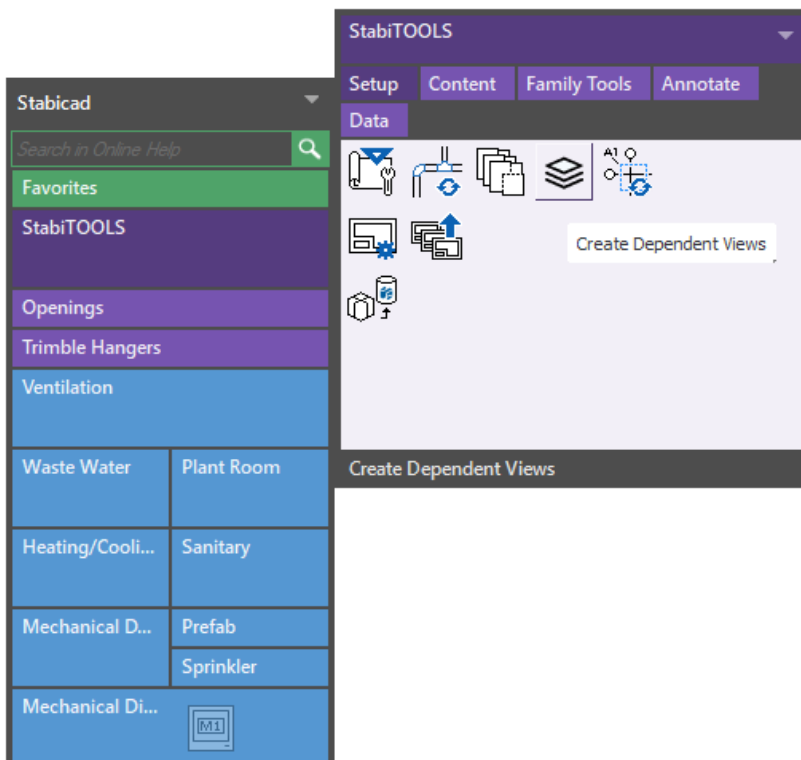 Stabicad
Search in Online Help
Favorites
StabiTOOLS
Openings
Trimble Hangers
Ventilation
Waste Water
Plant Room
Heating/Cooli...
Sanitary
Mechanical D...
Prefab
Sprinkler
Mechanical Di...
M1
StabiTOOLS
Setup
Content
Family Tools
Annotate
Data
A1
Create Dependent Views
Create Dependent Views